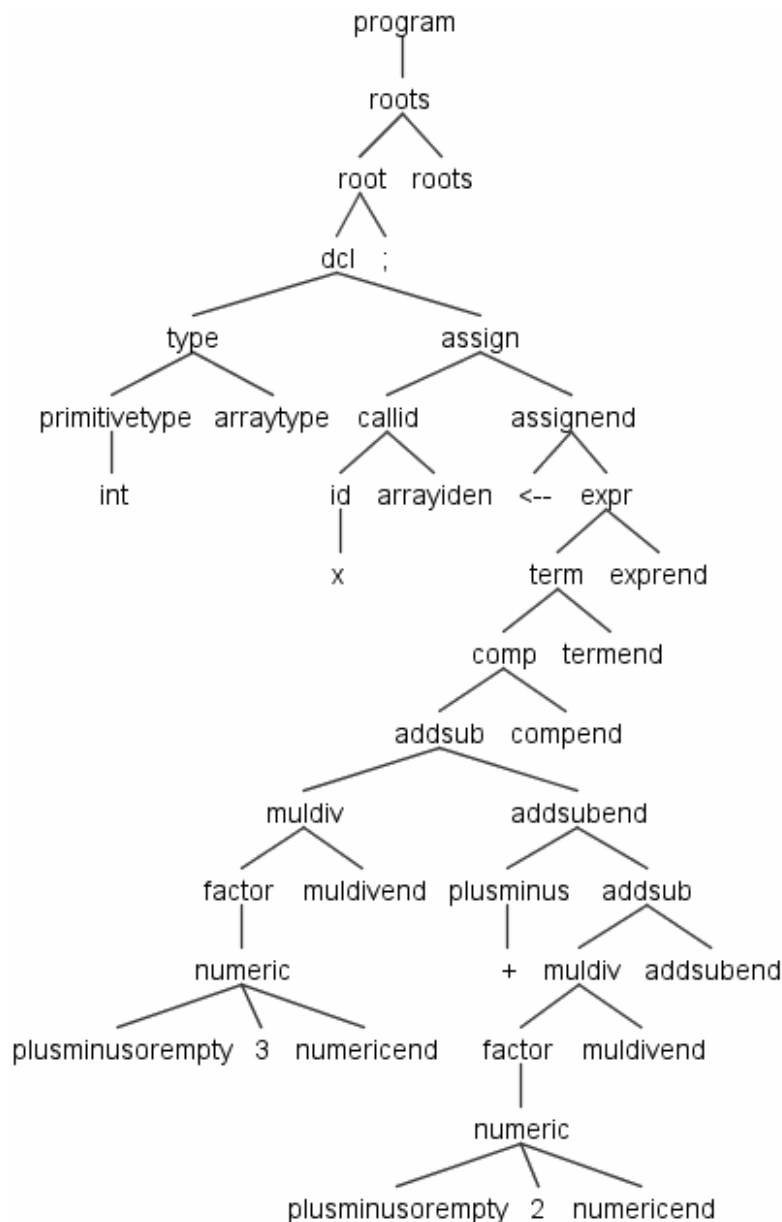 program
roots
root roots
dcl ;
type assign
primitivetype arraytype callid assignend
int id arrayiden <-- expr
x term exprend
comp termend
addsub compend
muldiv addsubend
factor muldivend plusminus addsub
numeric + muldiv addsubend
plusminusorempty 3 numericend factor muldivend
numeric
plusminusorempty 2 numericend